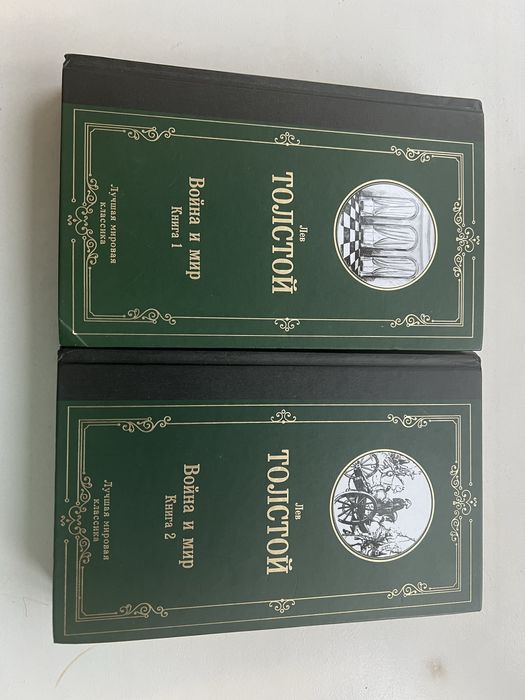 Лев
ТОЛСТОЙ
Война и мир
Книга 1
Лучшая мировая
классика
Лев
ТОЛСТОЙ
Война и мир
Книга 2
Лучшая мировая
классика